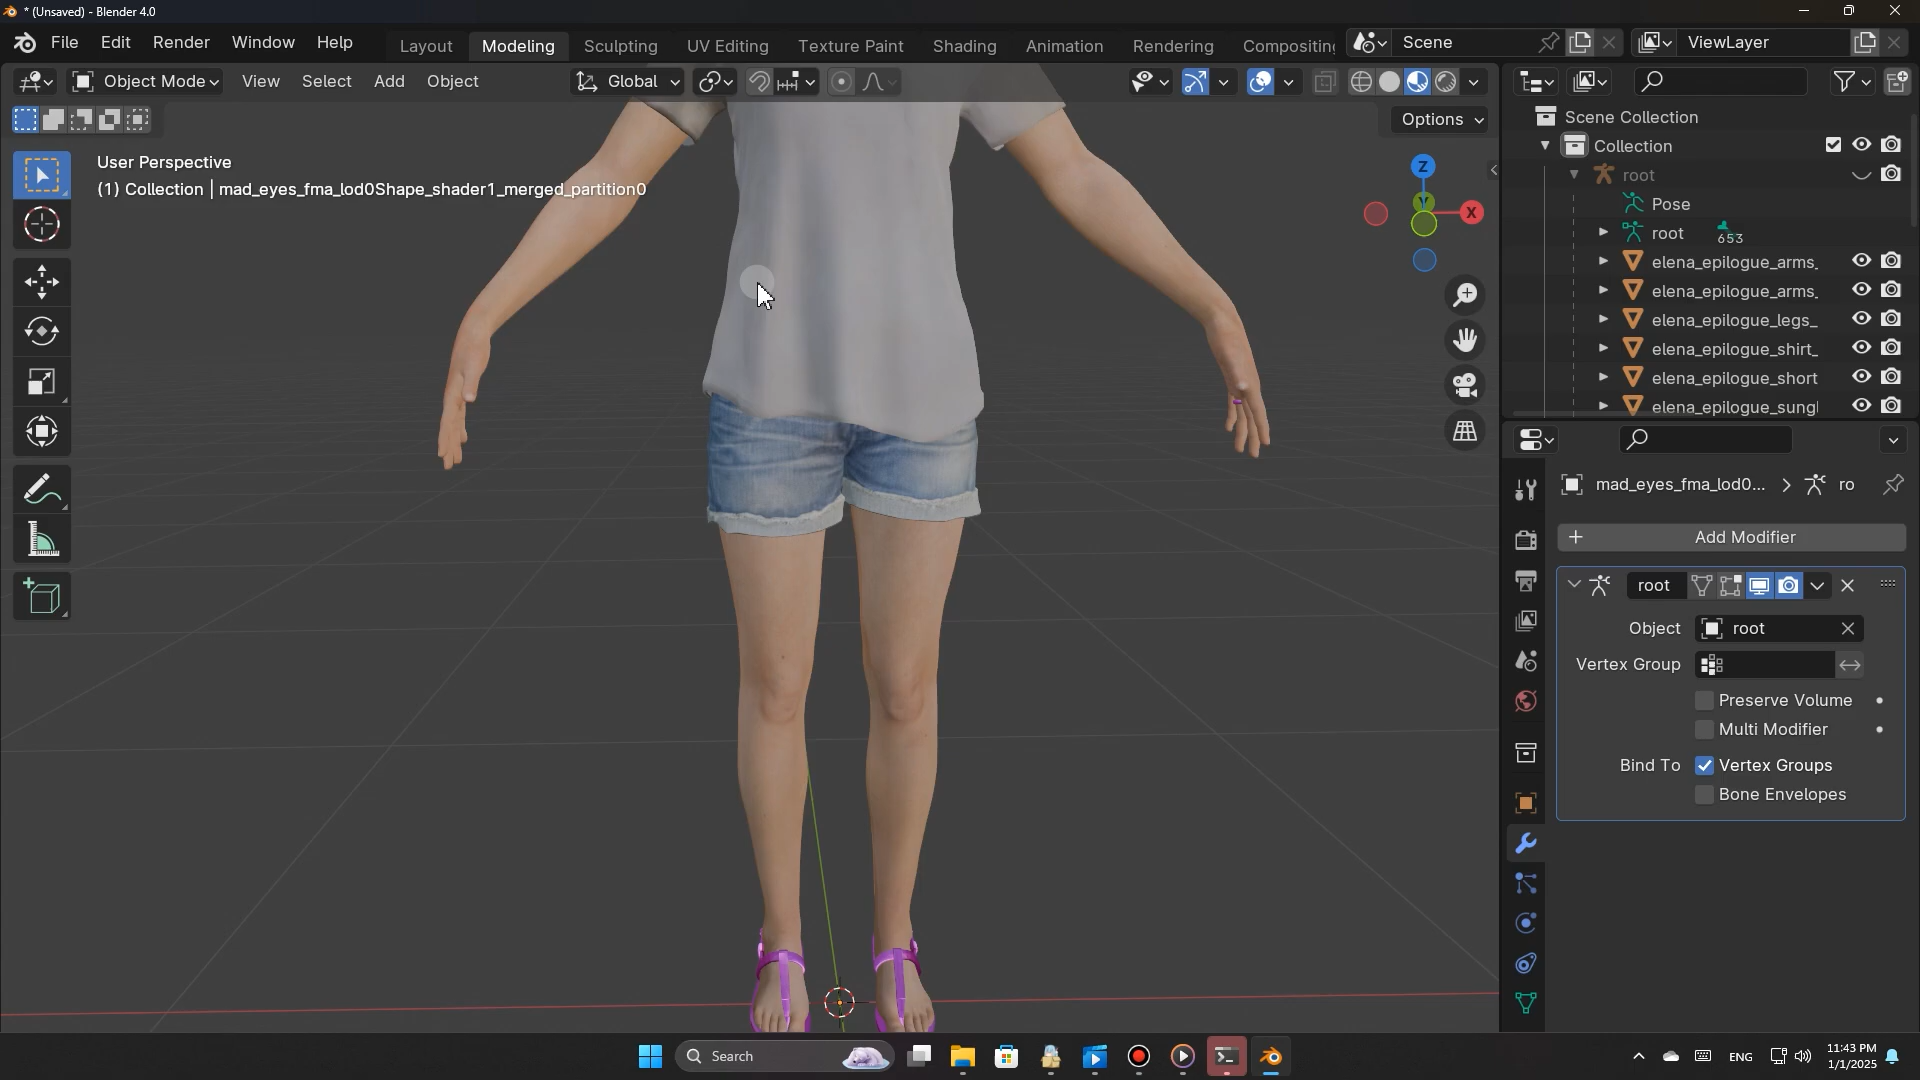 * (Unsaved) - Blender 4.0
File Edit Render Window Help
Layout Modeling Sculpting UV Editing Texture Paint Shading Animation Rendering Compositing
Scene
ViewLayer
Object Mode View Select Add Object
Global
Options
User Perspective
(1) Collection | mad_eyes_fma_lod0Shape_shader1_merged_partition0
Z
Y
X
Scene Collection
Collection
root
Pose
root 653
elena_epilogue_arms_
elena_epilogue_arms_
elena_epilogue_legs_
elena_epilogue_shirt_
elena_epilogue_short
elena_epilogue_sungl
mad_eyes_fma_lod0... > ro
+ Add Modifier
root
Object root
Vertex Group
Preserve Volume
Multi Modifier
Bind To Vertex Groups
Bone Envelopes
Search
ENG
11:43 PM
1/1/2025